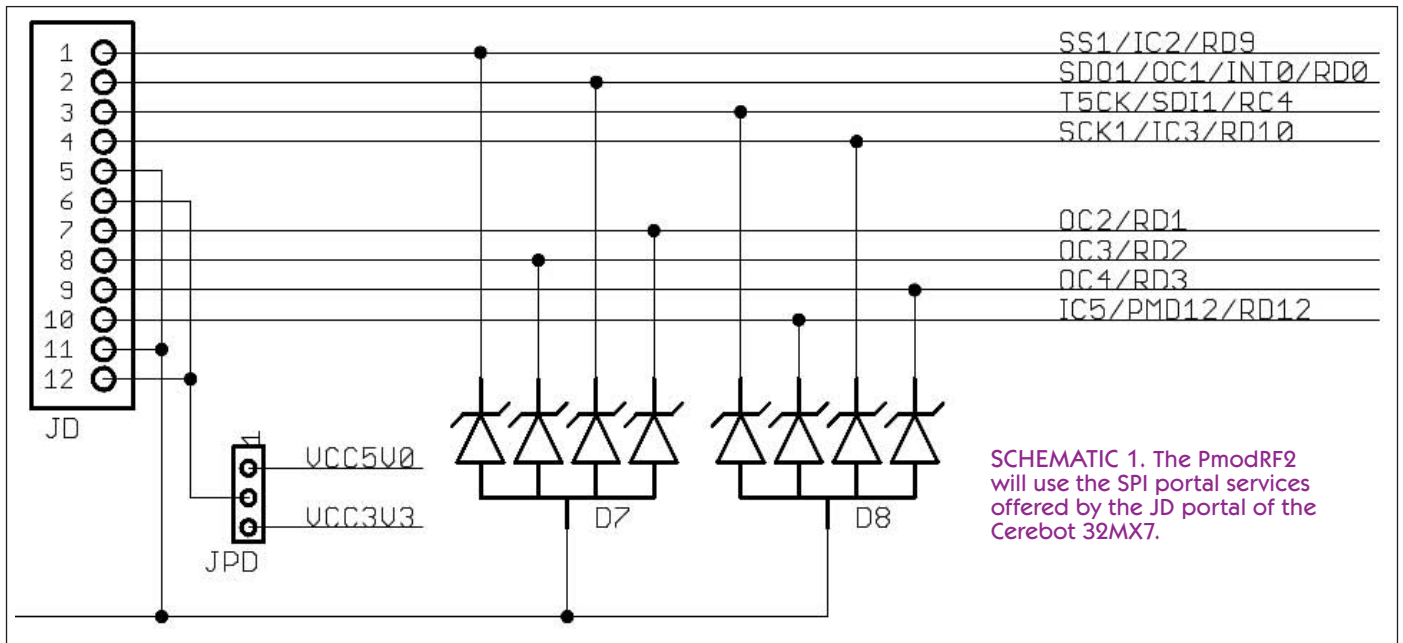 1
2
3
4
5
6
7
8
9
10
11
12
JD
SS1/IC2/RD9
SDO1/OC1/INT0/RD0
T5CK/SDI1/RC4
SCK1/IC3/RD10
OC2/RD1
OC3/RD2
OC4/RD3
IC5/PMD12/RD12
1
VCC5V0
VCC3V3
JPD
D7
D8
SCHEMATIC 1. The PmodRF2
will use the SPI portal services
offered by the JD portal of the
Cerebot 32MX7.